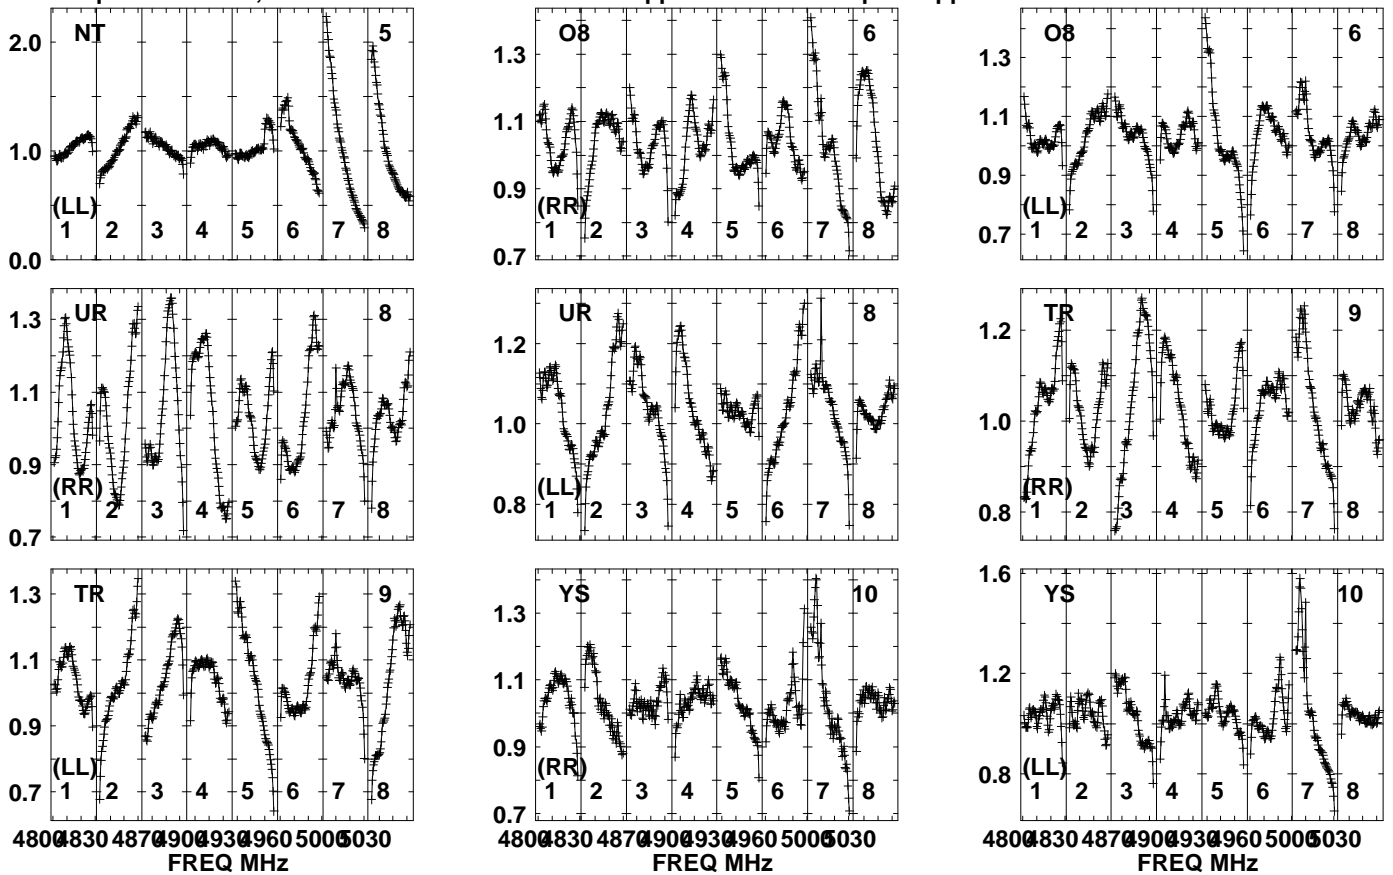 NT 5
2.0
1.0
0.0
(LL)
1 2 3 4 5 6 7 8
O8 6
1.3
1.1
0.9
0.7
(RR)
1 2 3 4 5 6 7 8
O8 6
1.3
1.1
0.9
0.7
(LL)
1 2 3 4 5 6 7 8
UR 8
1.3
1.1
0.9
0.7
(RR)
1 2 3 4 5 6 7 8
UR 8
1.2
1.0
0.8
(LL)
1 2 3 4 5 6 7 8
TR 9
1.2
1.0
0.8
(RR)
1 2 3 4 5 6 7 8
TR 9
1.3
1.1
0.9
0.7
(LL)
1 2 3 4 5 6 7 8
4800 4830 4870 4900 4930 4960 5000 5030
FREQ MHz
YS 10
1.3
1.1
0.9
0.7
(RR)
1 2 3 4 5 6 7 8
4800 4830 4870 4900 4930 4960 5000 5030
FREQ MHz
YS 10
1.6
1.2
0.8
(LL)
1 2 3 4 5 6 7 8
4800 4830 4870 4900 4930 4960 5000 5030
FREQ MHz